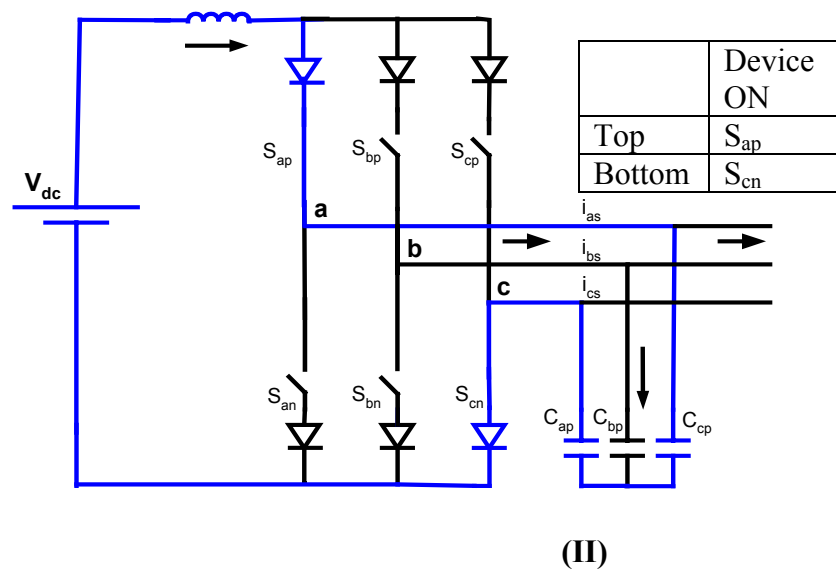 Device
ON
Top S_ap
Bottom S_cn
S_ap S_bp S_cp
V_dc
a i_as
b i_bs
c i_cs
S_an S_bn S_cn
C_ap C_bp C_cp
(II)